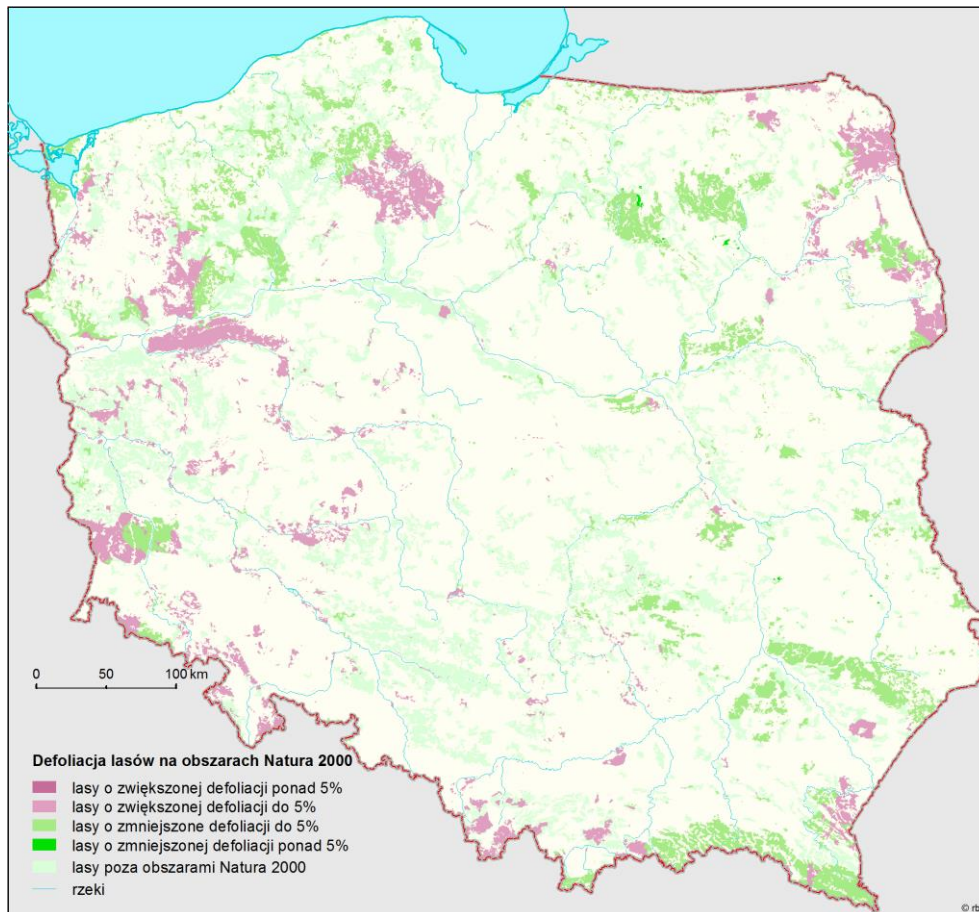 0 100 km
Defoliacja lasów na obszarach Natura 2000
lasy o zwiększonej defoliacji ponad 5%
lasy o zwiększonej defoliacji do 5%
lasy o zmniejszone defoliacji do 5%
lasy o zmniejszonej defoliacji ponad 5%
lasy poza obszarami Natura 2000
rzeki